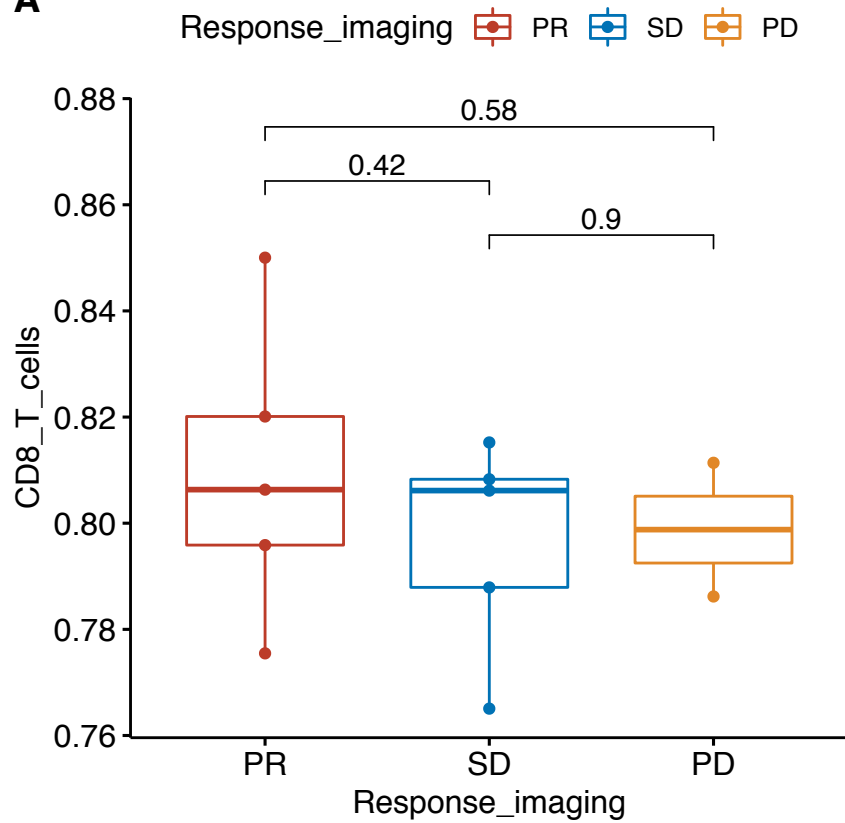 A
Response_imaging PR SD PD
0.88
0.58
0.42
0.86
0.9
0.84
CD8_T_cells
0.82
0.80
0.78
0.76
PR SD PD
Response_imaging